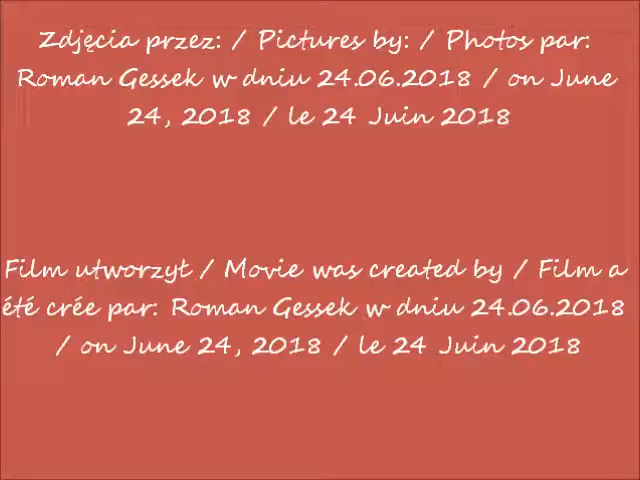 Zdjęcia przez: / Pictures by: / Photos par:
Roman Gessek w dniu 24.06.2018 / on June
24, 2018 / le 24 Juin 2018
Film utworzył / Movie was created by / Film a
été crée par: Roman Gessek w dniu 24.06.2018
/ on June 24, 2018 / le 24 Juin 2018